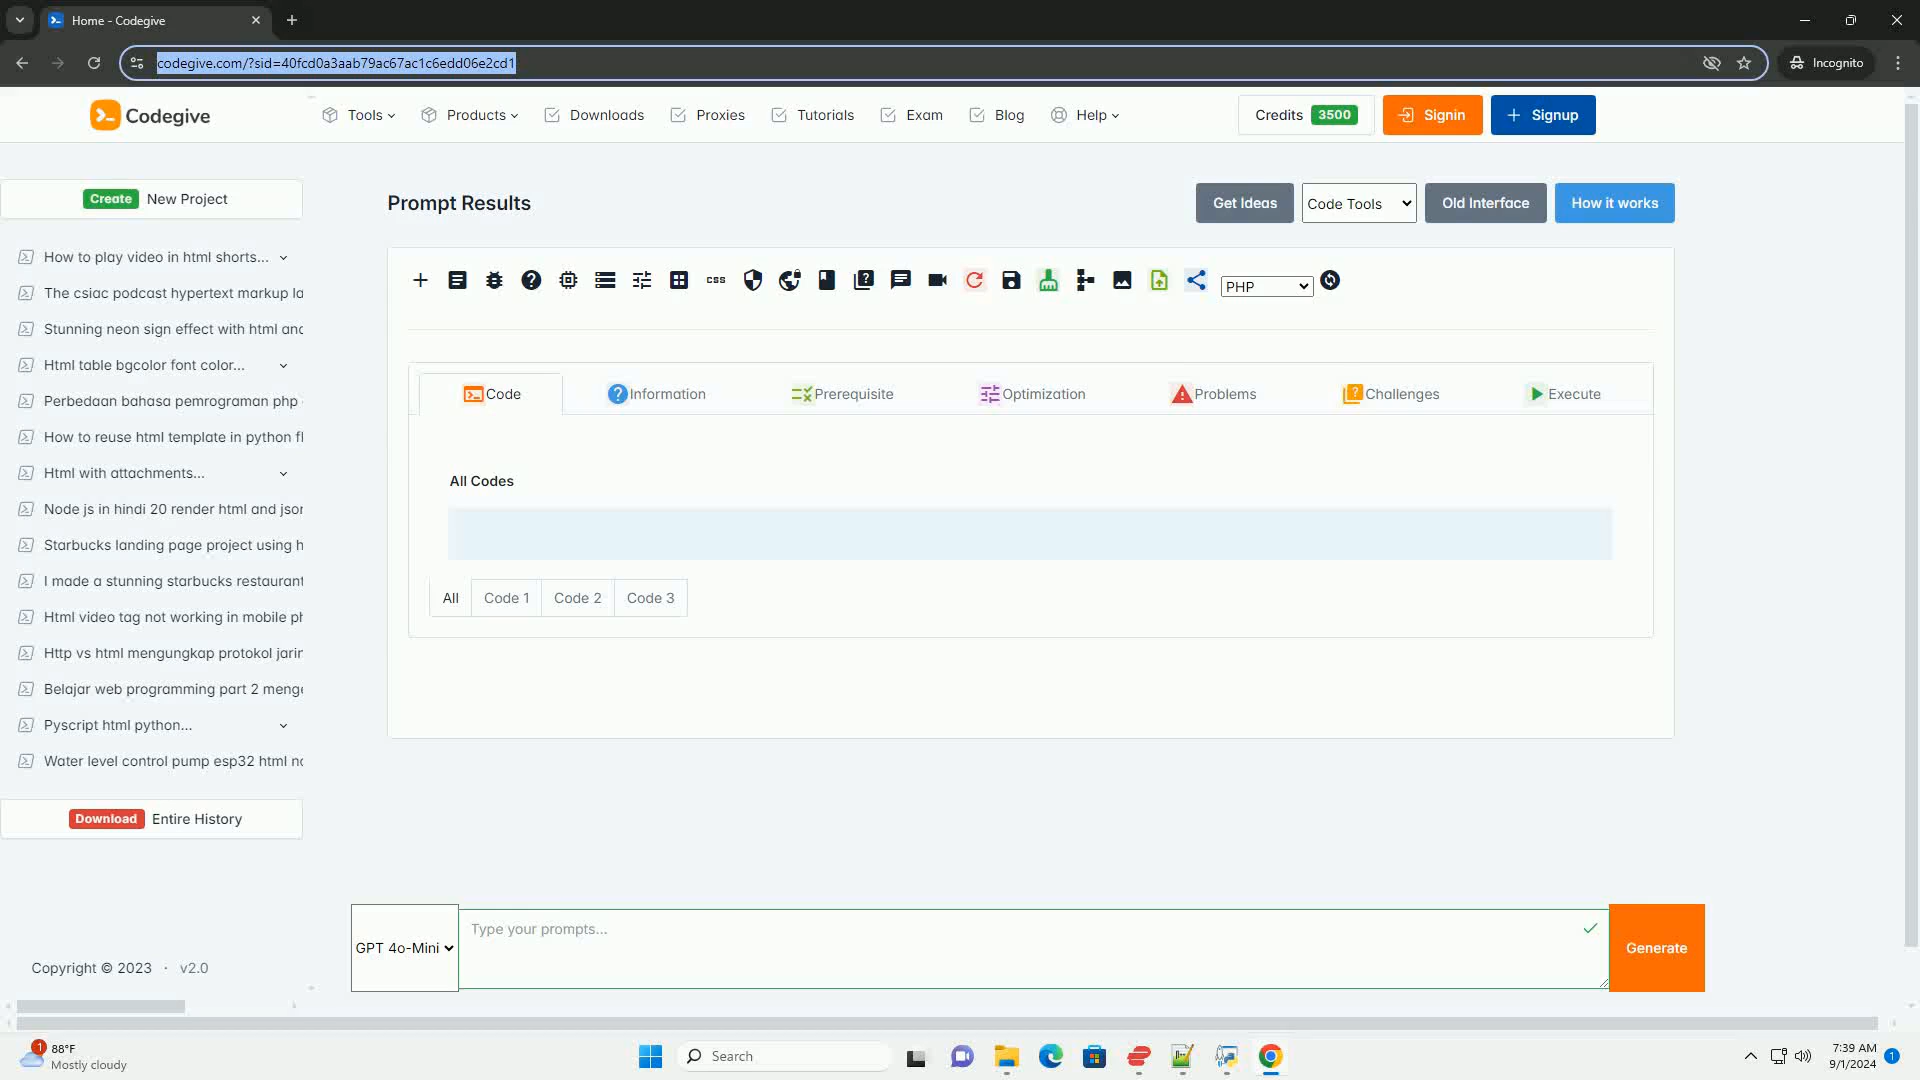 Home - Codegive
codegive.com/?sid=40fcd0a3aab79ac67ac1c6edd06e2cd1
Incognito
Codegive
Tools
Products
Downloads
Proxies
Tutorials
Exam
Blog
Help
Credits 3500
Signin
Signup
Create New Project
How to play video in html shorts...
The csiac podcast hypertext markup la
Stunning neon sign effect with html and
Html table bgcolor font color...
Perbedaan bahasa pemrograman php
How to reuse html template in python fl
Html with attachments...
Node js in hindi 20 render html and json
Starbucks landing page project using h
I made a stunning starbucks restaurant
Html video tag not working in mobile ph
Http vs html mengungkap protokol jarin
Belajar web programming part 2 menge
Pyscript html python...
Water level control pump esp32 html no
Download Entire History
Copyright © 2023 · v2.0
Prompt Results
Get Ideas
Code Tools
Old Interface
How it works
css
PHP
Code
Information
Prerequisite
Optimization
Problems
Challenges
Execute
All Codes
All
Code 1
Code 2
Code 3
GPT 4o-Mini
Type your prompts...
Generate
1
88°F
Mostly cloudy
Search
7:39 AM
9/1/2024
1